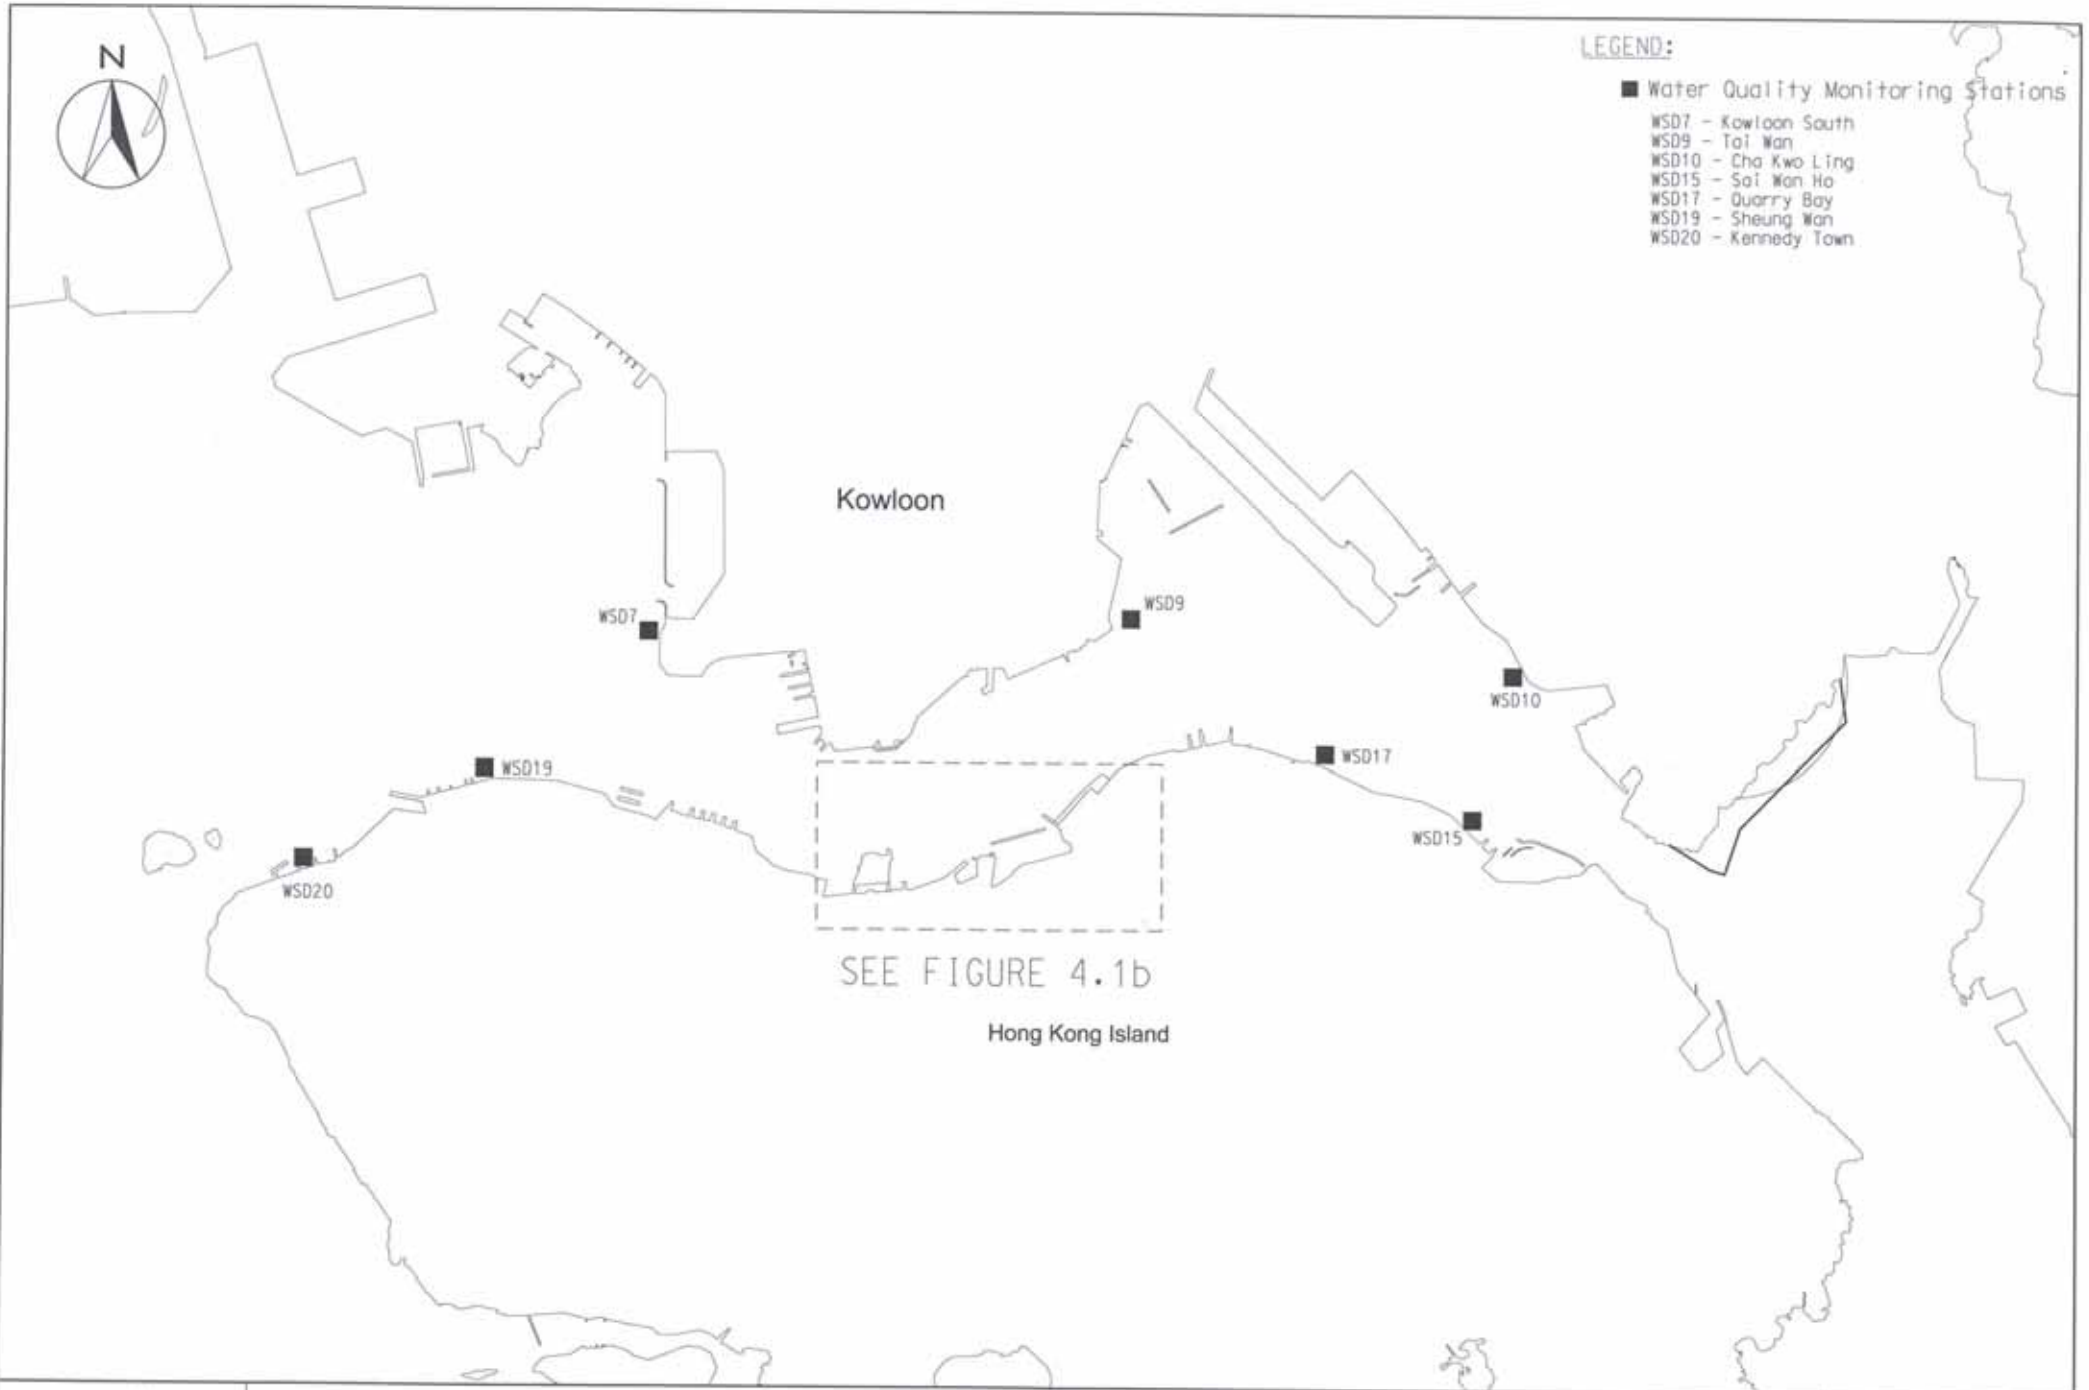 N
LEGEND:
Water Quality Monitoring Stations
WSD7 - Kowloon South
WSD9 - Tai Wan
WSD10 - Cha Kwo Ling
WSD15 - Sai Wan Ho
WSD17 - Quarry Bay
WSD19 - Sheung Wan
WSD20 - Kennedy Town
Kowloon
WSD7
WSD9
WSD10
WSD19
WSD17
WSD15
WSD20
SEE FIGURE 4.1b
Hong Kong Island